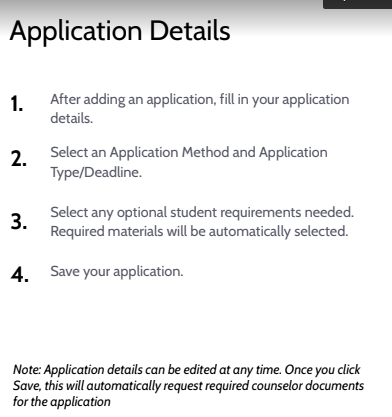 Application Details
1. After adding an application, fill in your application
details.
2. Select an Application Method and Application
Type/Deadline.
3. Select any optional student requirements needed.
Required materials will be automatically selected.
4. Save your application.
Note: Application details can be edited at any time. Once you click
Save, this will automatically request required counselor documents
for the application